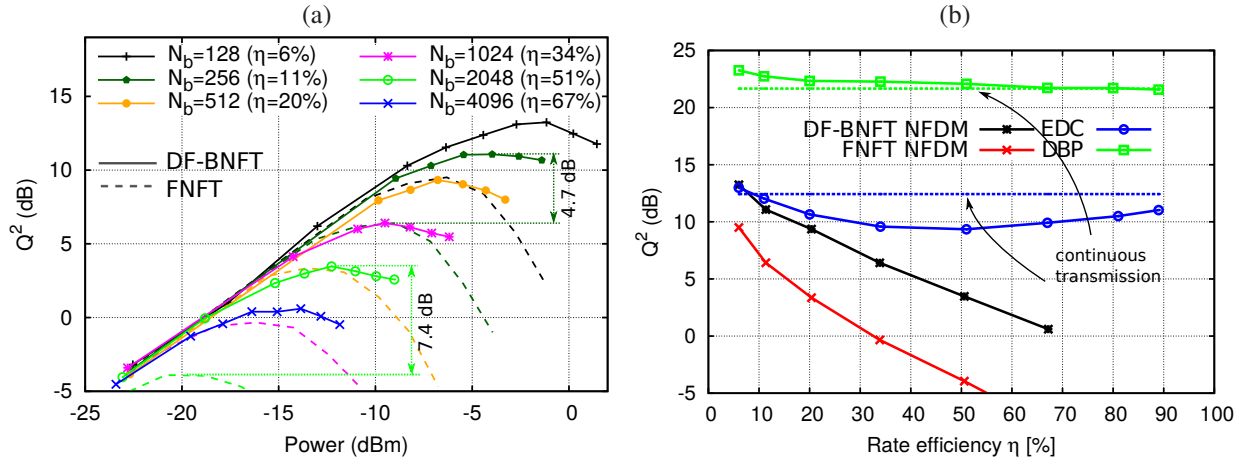 (a)
N_b=128 (η=6%)
N_b=256 (η=11%)
N_b=512 (η=20%)
N_b=1024 (η=34%)
N_b=2048 (η=51%)
N_b=4096 (η=67%)
DF-BNFT
FNFT
4.7 dB
7.4 dB
Q² (dB)
15
10
5
0
-5
-25
-20
-15
-10
-5
0
Power (dBm)
(b)
DF-BNFT NFDM
FNFT NFDM
EDC
DBP
continuous
transmission
Q² (dB)
25
20
15
10
5
0
-5
0
10
20
30
40
50
60
70
80
90
100
Rate efficiency η [%]